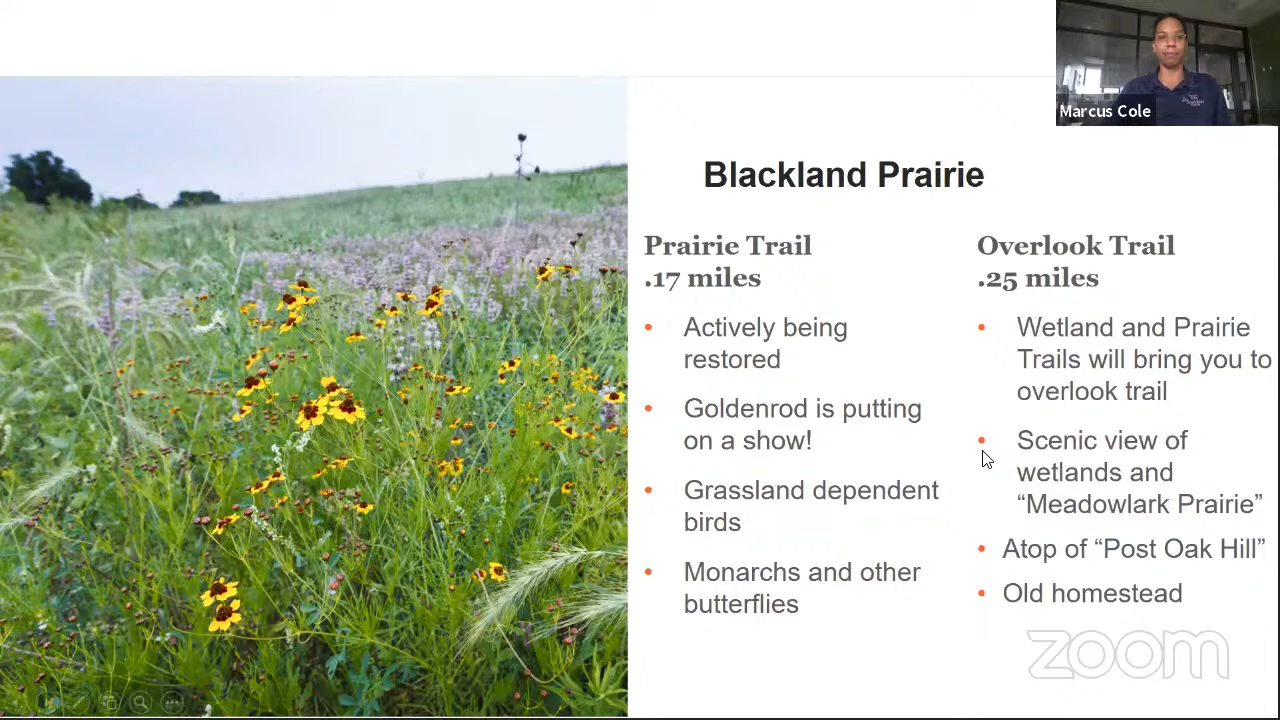 Marcus Cole
Blackland Prairie
Prairie Trail
.17 miles
• Actively being
restored
• Goldenrod is putting
on a show!
• Grassland dependent
birds
• Monarchs and other
butterflies
Overlook Trail
.25 miles
• Wetland and Prairie
Trails will bring you to
overlook trail
• Scenic view of
wetlands and
“Meadowlark Prairie”
• Atop of “Post Oak Hill”
• Old homestead
zoom